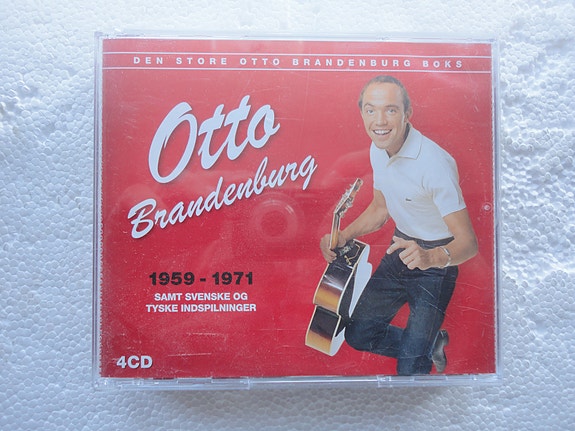 DEN STORE OTTO BRANDENBURG BOKS
Otto
Brandenburg
1959 - 1971
SAMT SVENSKE OG
TYSKE INDSPILNINGER
4CD